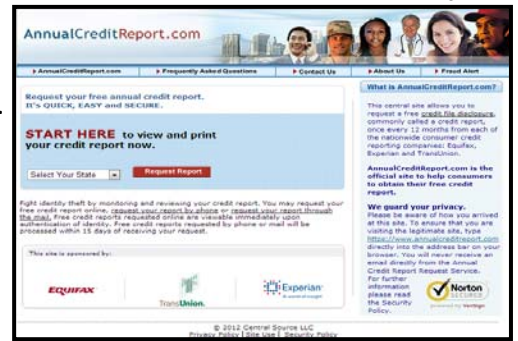 AnnualCreditReport.com
AnnualCreditReport.com
Frequently Asked Questions
Contact Us
About Us
Fraud Alert
Request your free annual credit report.
It's QUICK, EASY and SECURE.
START HERE to view and print
your credit report now.
Select Your State
Request Report
Fight identity theft by monitoring and reviewing your credit report. You may request your
free credit report online, request your report by phone or request your report through
the mail. Free credit reports requested online are viewable immediately upon
authentication of identity. Free credit reports requested by phone or mail will be
processed within 15 days of receiving your request.
This site is sponsored by:
EQUIFAX
TransUnion.
Experian
A world of insight
What is AnnualCreditReport.com?
This central site allows you to
request a free credit file disclosure,
commonly called a credit report,
once every 12 months from each of
the nationwide consumer credit
reporting companies: Equifax,
Experian and TransUnion.
AnnualCreditReport.com is the
official site to help consumers
to obtain their free credit
report.
We guard your privacy.
Please be aware of how you arrived
at this site. To ensure that you are
visiting the legitimate site, type
https://www.annualcreditreport.com
directly into the address bar on your
browser. You will never receive an
email directly from the Annual
Credit Report Request Service.
For further
information
please read
the Security
Policy.
Norton
SECURED
powered by VeriSign
© 2012 Central Source LLC
Privacy Policy | Site Use | Security Policy